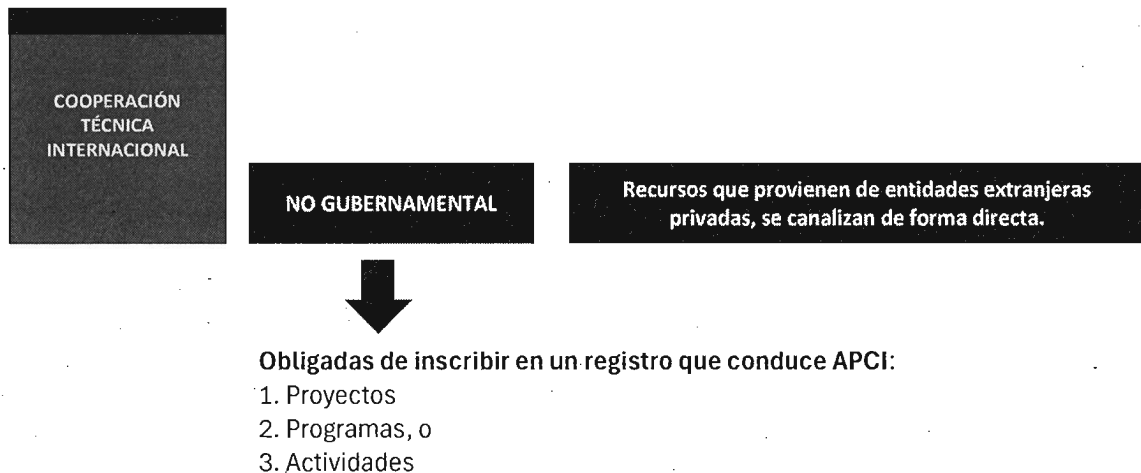 COOPERACIÓN
TÉCNICA
INTERNACIONAL
NO GUBERNAMENTAL
Recursos que provienen de entidades extranjeras
privadas, se canalizan de forma directa.
Obligadas de inscribir en un registro que conduce APCI:
1. Proyectos
2. Programas, o
3. Actividades